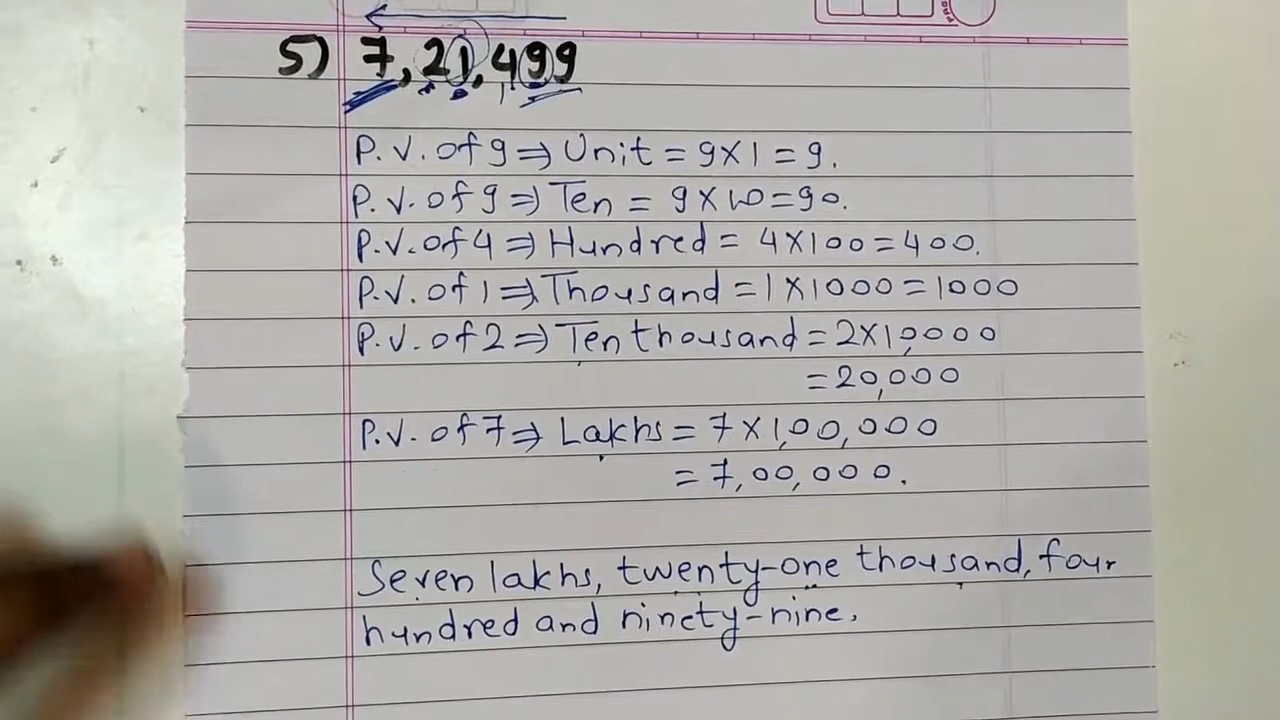 5) 7,21,499
P.V. of 9 ⇒ Unit = 9×1 = 9.
P.V. of 9 ⇒ Ten = 9×10=90.
P.V. of 4 ⇒ Hundred = 4×100=400.
P.V. of 1 ⇒ Thousand = 1×1000=1000
P.V. of 2 ⇒ Ten thousand = 2×10,000
= 20,000
P.V. of 7 ⇒ Lakhs = 7×1,00,000
= 7,00,000.
Seven lakhs, twenty-one thousand, four
hundred and ninety-nine.